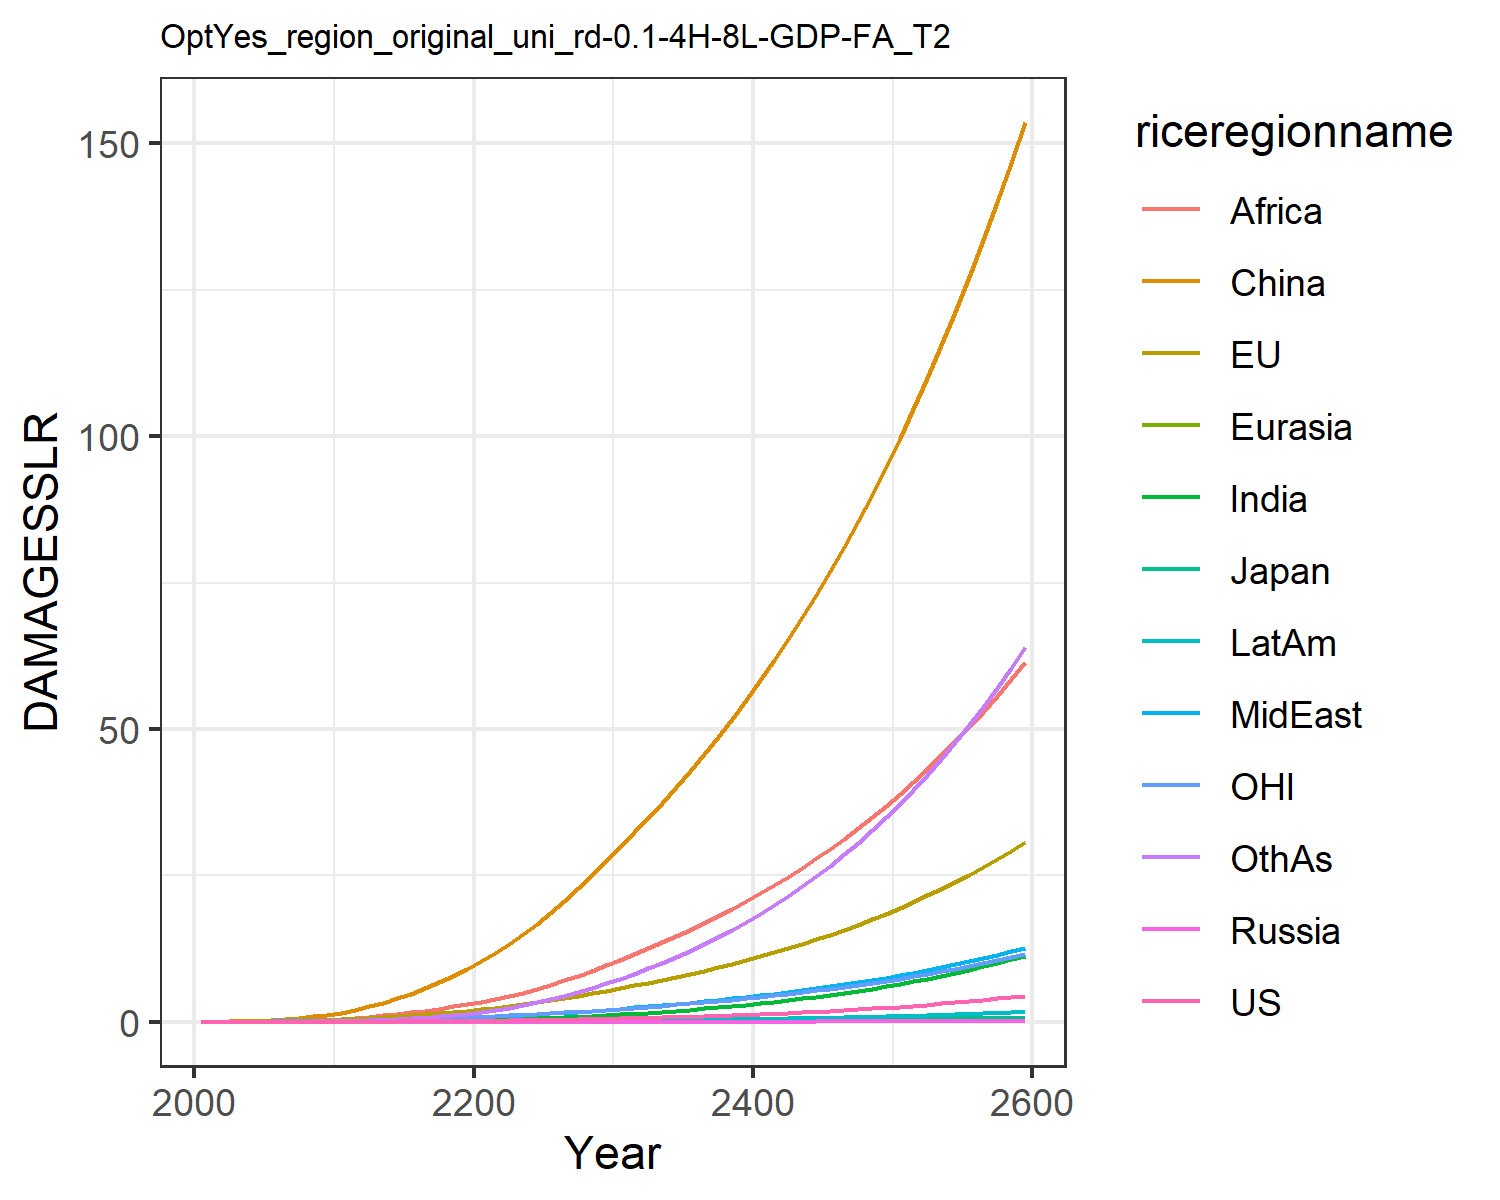 OptYes_region_original_uni_rd-0.1-4H-8L-GDP-FA_T2
DAMAGESSLR
150
100
50
0
2000 2200 2400 2600
Year
riceregionname
Africa
China
EU
Eurasia
India
Japan
LatAm
MidEast
OHI
OthAs
Russia
US